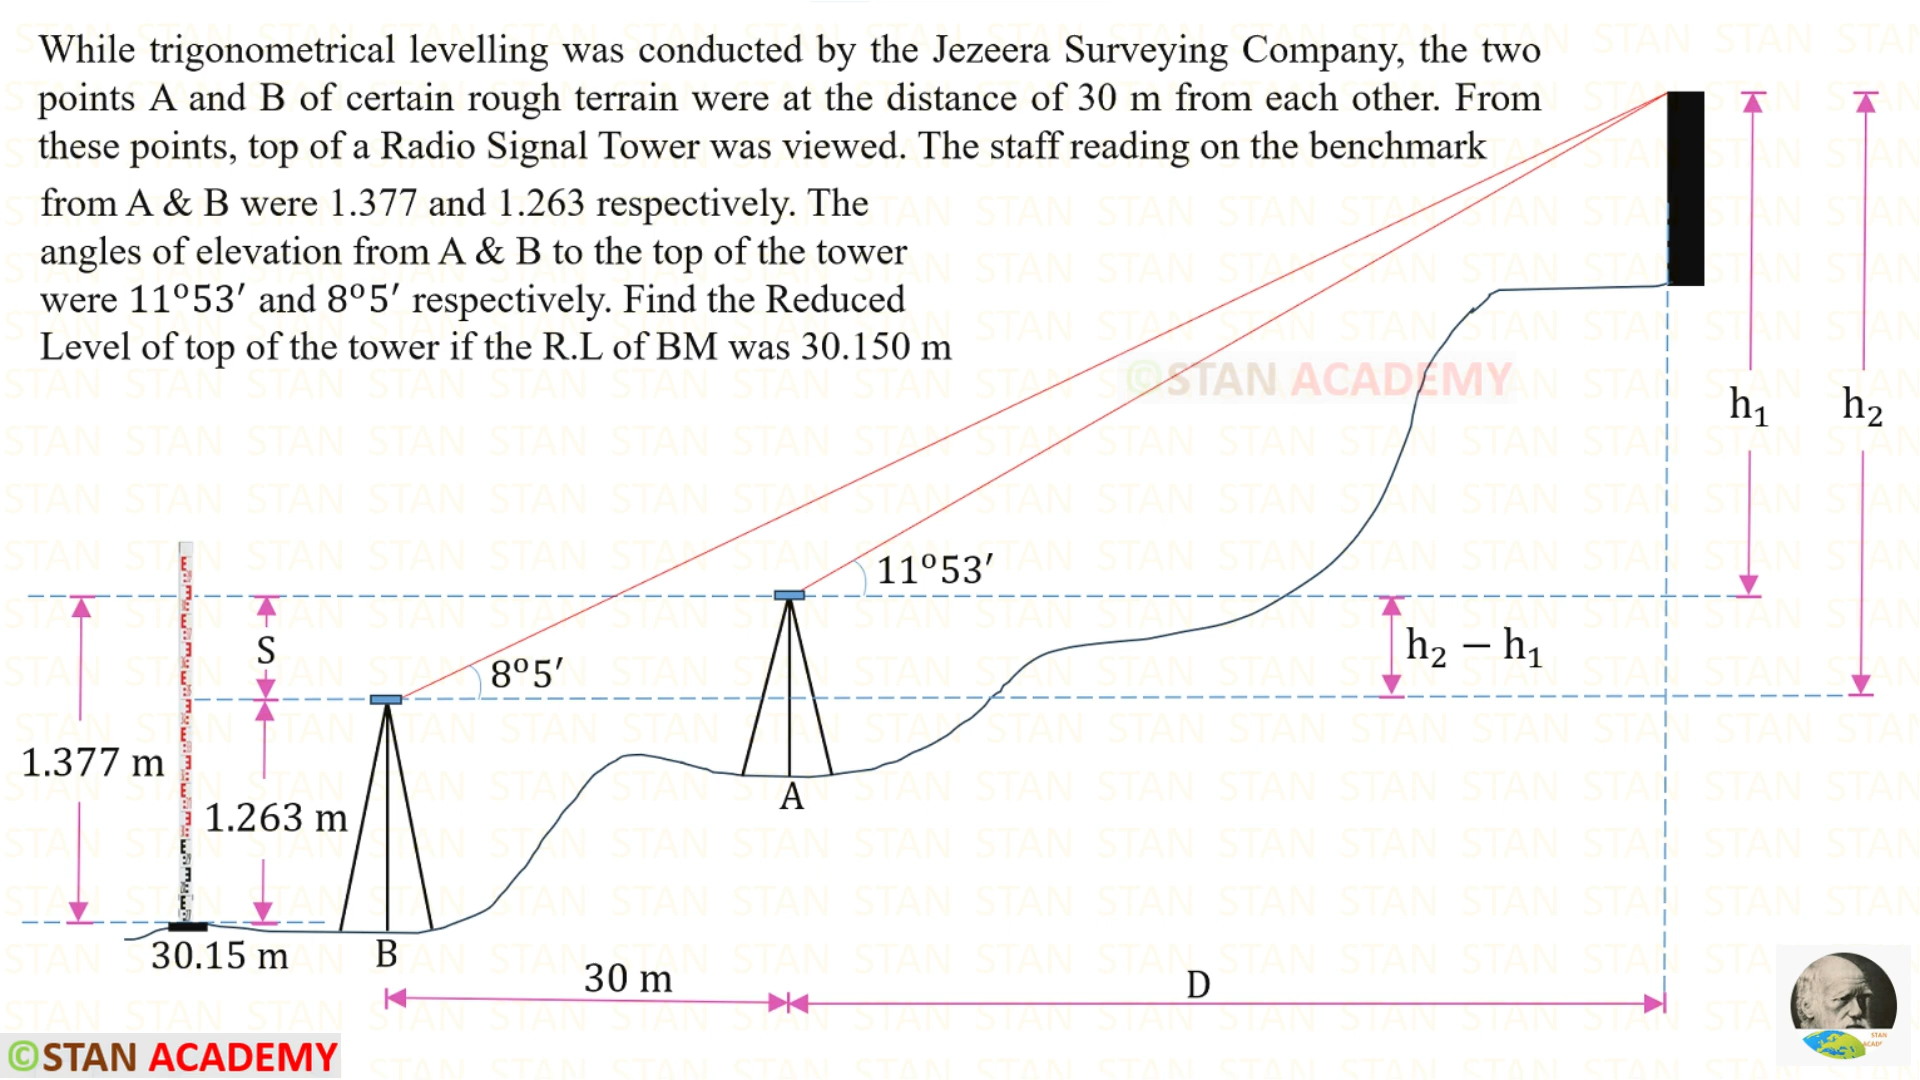 While trigonometrical levelling was conducted by the Jezeera Surveying Company, the two
points A and B of certain rough terrain were at the distance of 30 m from each other. From
these points, top of a Radio Signal Tower was viewed. The staff reading on the benchmark
from A & B were 1.377 and 1.263 respectively. The
angles of elevation from A & B to the top of the tower
were 11°53′ and 8°5′ respectively. Find the Reduced
Level of top of the tower if the R.L of BM was 30.150 m
©STAN ACADEMY
h₁
h₂
11°53′
S
8°5′
h₂ − h₁
1.377 m
1.263 m
A
30.15 m
B
30 m
D
©STAN ACADEMY